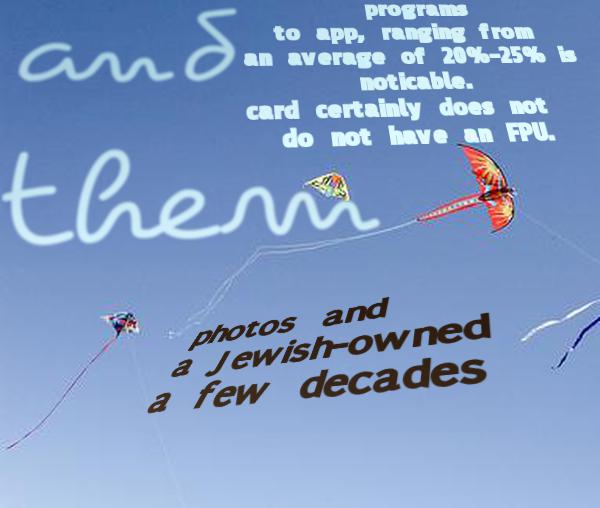 and
programs
to app, ranging from
an average of 20%-25% is
noticable.
card certainly does not
do not have an FPU.
them
photos and
a Jewish-owned
a few decades